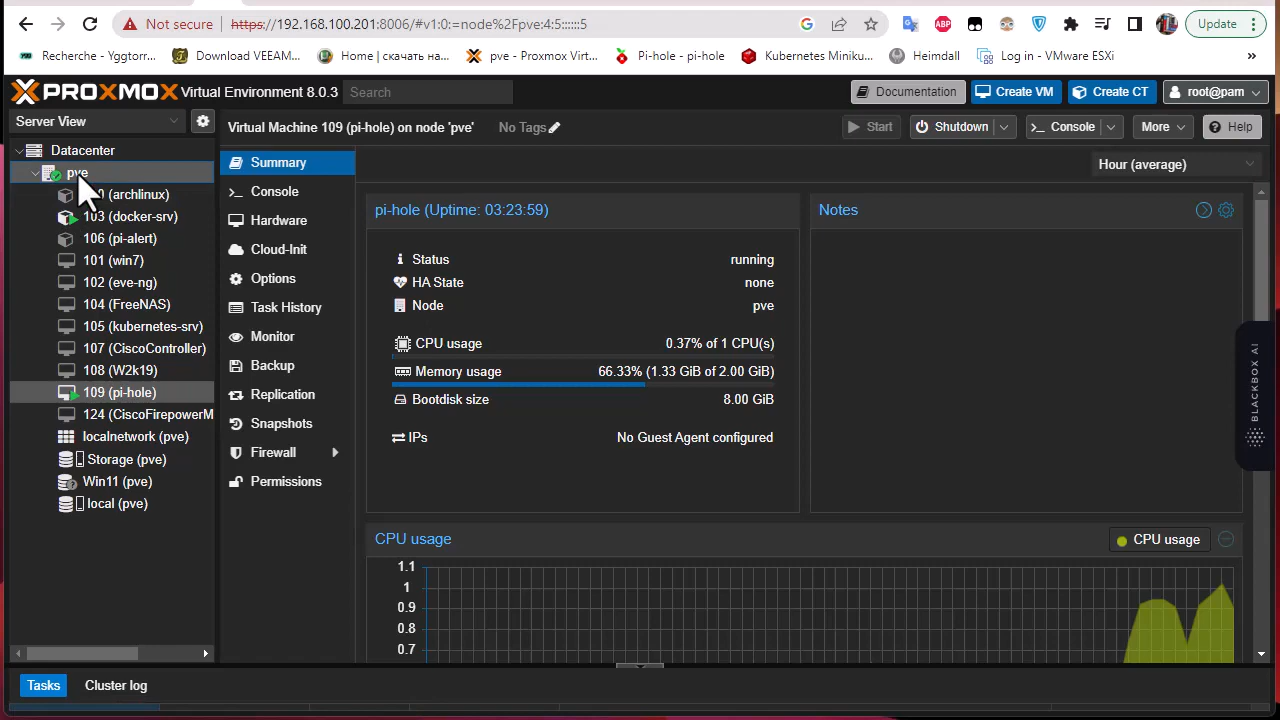 Not secure
https://192.168.100.201:8006/#v1:0:=node%2Fpve:4:5::::::5
ABP
Update
Recherche - Yggtorr...
Download VEEAM...
Home | скачать на...
pve - Proxmox Virt...
Pi-hole - pi-hole
Kubernetes Miniku...
Heimdall
Log in - VMware ESXi
»
PROXMOX Virtual Environment 8.0.3
Search
Documentation
Create VM
Create CT
root@pam
Server View
Virtual Machine 109 (pi-hole) on node 'pve'
No Tags
Start
Shutdown
Console
More
Help
Datacenter
pve
(archlinux)
103 (docker-srv)
106 (pi-alert)
101 (win7)
102 (eve-ng)
104 (FreeNAS)
105 (kubernetes-srv)
107 (CiscoController)
108 (W2k19)
109 (pi-hole)
124 (CiscoFirepowerM
localnetwork (pve)
Storage (pve)
Win11 (pve)
local (pve)
Summary
Console
Hardware
Cloud-Init
Options
Task History
Monitor
Backup
Replication
Snapshots
Firewall
Permissions
Hour (average)
pi-hole (Uptime: 03:23:59)
Status running
HA State none
Node pve
CPU usage 0.37% of 1 CPU(s)
Memory usage 66.33% (1.33 GiB of 2.00 GiB)
Bootdisk size 8.00 GiB
IPs No Guest Agent configured
Notes
CPU usage
CPU usage
1.1
1
0.9
0.8
0.7
BLACKBOX AI
Tasks
Cluster log